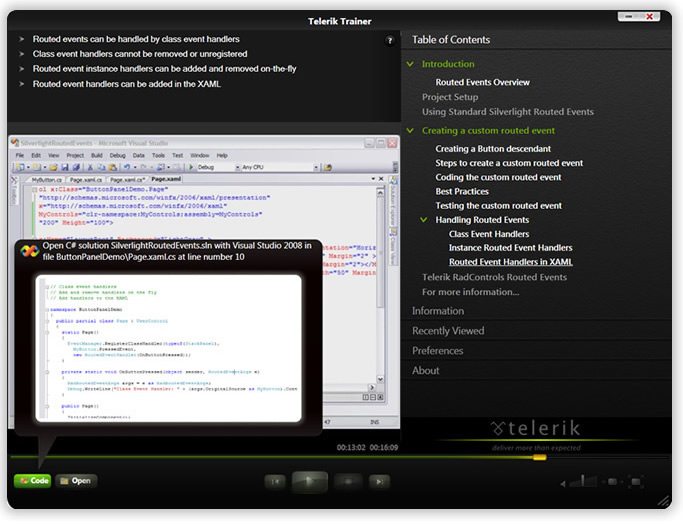 Telerik Trainer
Routed events can be handled by class event handlers
Class event handlers cannot be removed or unregistered
Routed event instance handlers can be added and removed on-the-fly
Routed event handlers can be added in the XAML
?
SilverlightRoutedEvents - Microsoft Visual Studio
File Edit View Project Build Debug Data Tools Test Window Help
Debug Any CPU
MyButton.cs Page.xaml.cs Page.xaml.cs* Page.xaml
x:Class="ButtonPanelDemo.Page"
"http://schemas.microsoft.com/winfx/2006/xaml/presentation"
x="http://schemas.microsoft.com/winfx/2006/xaml"
MyControls="clr-namespace:MyControls;assembly=MyControls"
"200" Height="100">
Open C# solution SilverlightRoutedEvents.sln with Visual Studio 2008 in
file ButtonPanelDemo\Page.xaml.cs at line number 10
// Class event handlers
// Add and remove handlers on the fly
// Add handlers to the XAML
namespace ButtonPanelDemo
{
public partial class Page : UserControl
{
static Page()
{
EventManager.RegisterClassHandler(typeof(StackPanel),
MyButton.PressedEvent,
new RoutedEventHandler(OnButtonPressed));
}
private static void OnButtonPressed(object sender, RoutedEventArgs e)
{
RadRoutedEventArgs args = e as RadRoutedEventArgs;
Debug.WriteLine("Class Event Handler: " + (args.OriginalSource as MyButton).Cont
}
public Page()
{
InitializeComponent();
47 INS
00:13:02 00:16:09
Code Open
Table of Contents
Introduction
Routed Events Overview
Project Setup
Using Standard Silverlight Routed Events
Creating a custom routed event
Creating a Button descendant
Steps to create a custom routed event
Coding the custom routed event
Best Practices
Testing the custom routed event
Handling Routed Events
Class Event Handlers
Instance Routed Event Handlers
Routed Event Handlers in XAML
Telerik RadControls Routed Events
For more information...
Information
Recently Viewed
Preferences
About
telerik
deliver more than expected